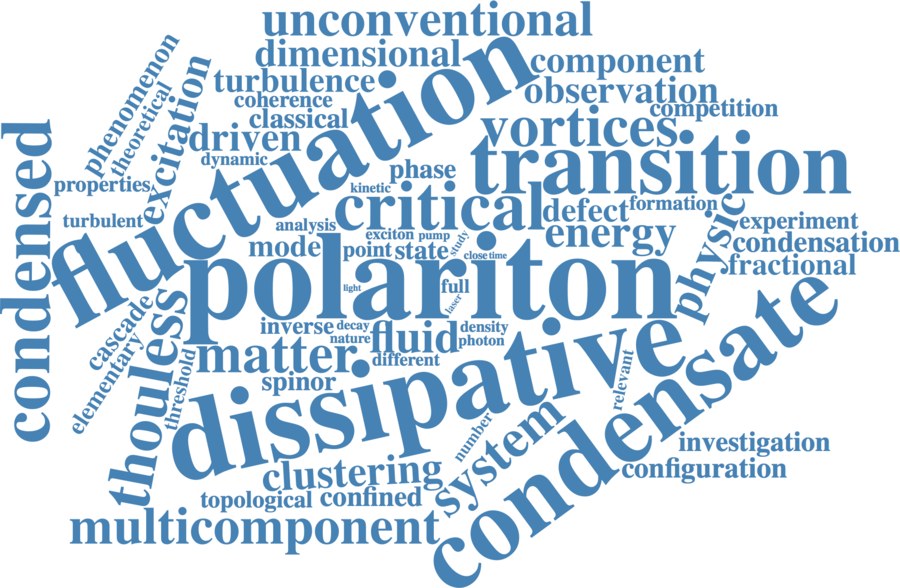 unconventional
dimensional
component
turbulence
observation
coherence
competition
classical
phenomenon
theoretical
excitation
fluctuation
driven
vortices
dynamic
transition
condensed
phase
properties
kinetic
critical
defect
formation
turbulent
analysis
exciton
pump
study
energy
physic
experiment
mode
point
state
close
time
condensation
fractional
polariton
light
full
laser
cascade
elementary
thouless
inverse
decay
nature
fluid
density
photon
matter
different
threshold
spinor
dissipative
relevant
condensate
number
system
clustering
investigation
configuration
topological
confined
multicomponent